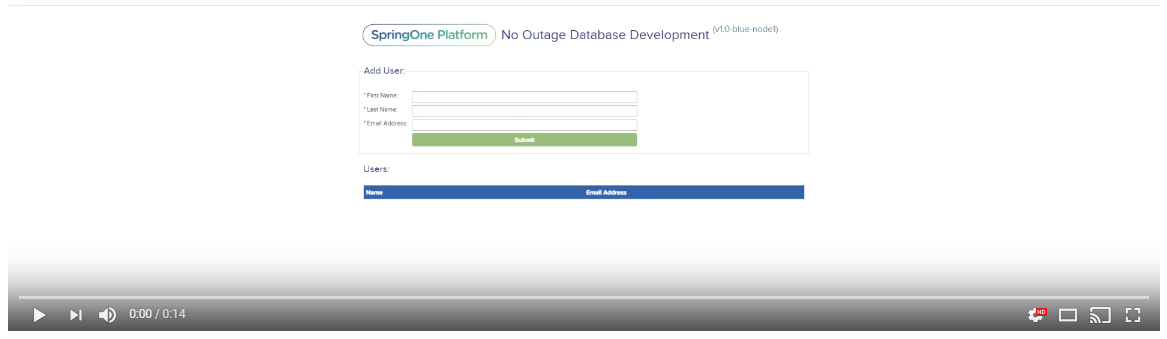 SpringOne Platform No Outage Database Development (v1.0-blue-node1)
Add User:
*First Name:
*Last Name:
*Email Address:
Submit
Users:
Name Email Address
0:00 / 0:14 HD